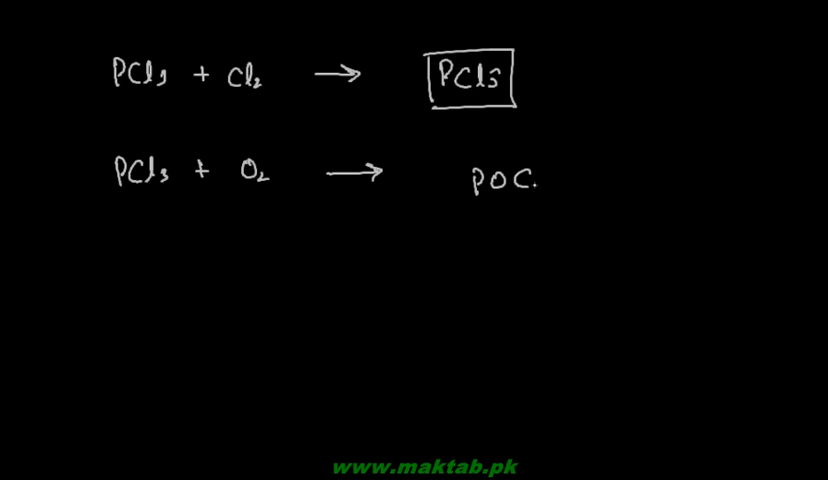 PCl₃ + Cl₂ → PCl₅
PCl₃ + O₂ → POC.
www.maktab.pk